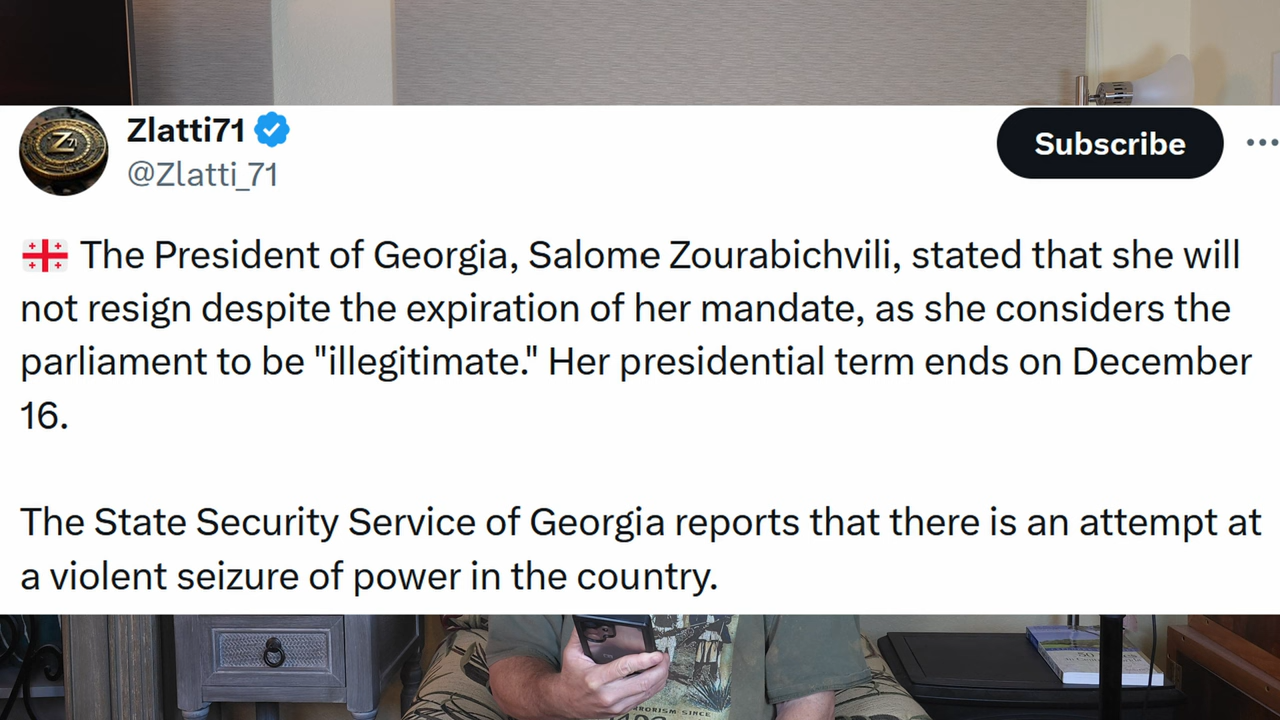 Zlatti71
@Zlatti_71
Subscribe
The President of Georgia, Salome Zourabichvili, stated that she will
not resign despite the expiration of her mandate, as she considers the
parliament to be "illegitimate." Her presidential term ends on December
16.
The State Security Service of Georgia reports that there is an attempt at
a violent seizure of power in the country.